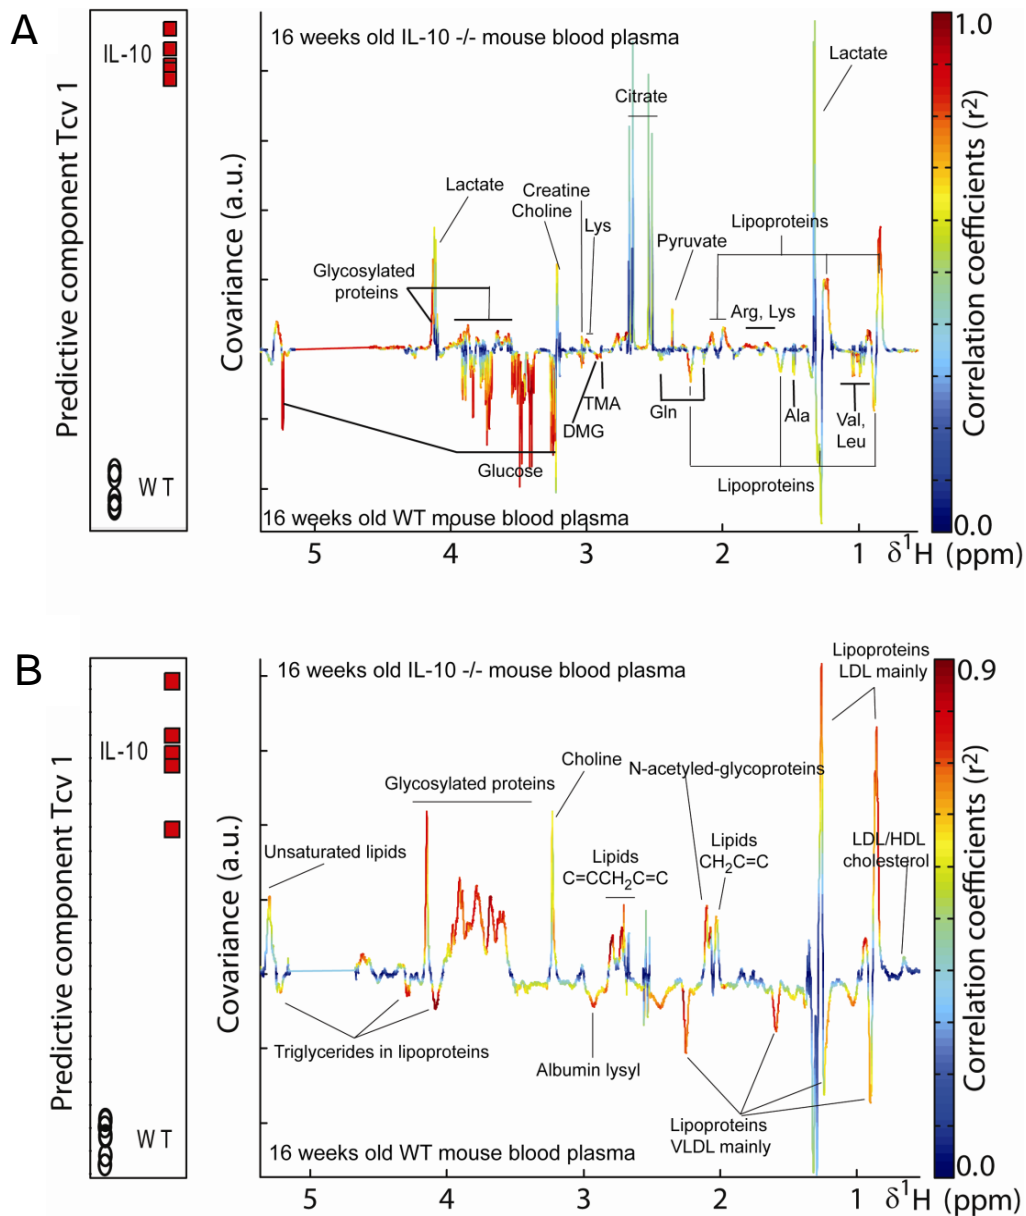 A
IL-10
WT
Predictive component Tcv 1
Covariance (a.u.)
16 weeks old IL-10 -/- mouse blood plasma
Lactate
Citrate
Lactate
Creatine
Choline
Lys
Lipoproteins
Pyruvate
Glycosylated
proteins
Arg, Lys
TMA
DMG
Gln
Ala
Val,
Leu
Glucose
Lipoproteins
16 weeks old WT mouse blood plasma
5
4
3
2
1
δ¹H (ppm)
1.0
0.0
Correlation coefficients (r²)
B
IL-10
WT
Predictive component Tcv 1
Covariance (a.u.)
Lipoproteins
LDL mainly
16 weeks old IL-10 -/- mouse blood plasma
Choline
N-acetyled-glycoproteins
Glycosylated proteins
Unsaturated lipids
Lipids
C=CCH₂C=C
Lipids
CH₂C=C
LDL/HDL
cholesterol
Triglycerides in lipoproteins
Albumin lysyl
Lipoproteins
VLDL mainly
16 weeks old WT mouse blood plasma
5
4
3
2
1
δ¹H (ppm)
0.9
0.0
Correlation coefficients (r²)